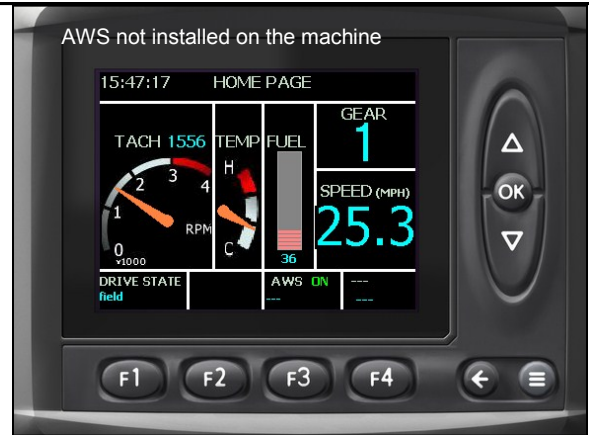 AWS not installed on the machine
15:47:17 HOME PAGE
TACH 1556
TEMP
FUEL
GEAR
1
0
1
2
3
4
x1000
RPM
H
C
36
SPEED (MPH)
25.3
DRIVE STATE
field
AWS ON
---
---
---
F1 F2 F3 F4
OK